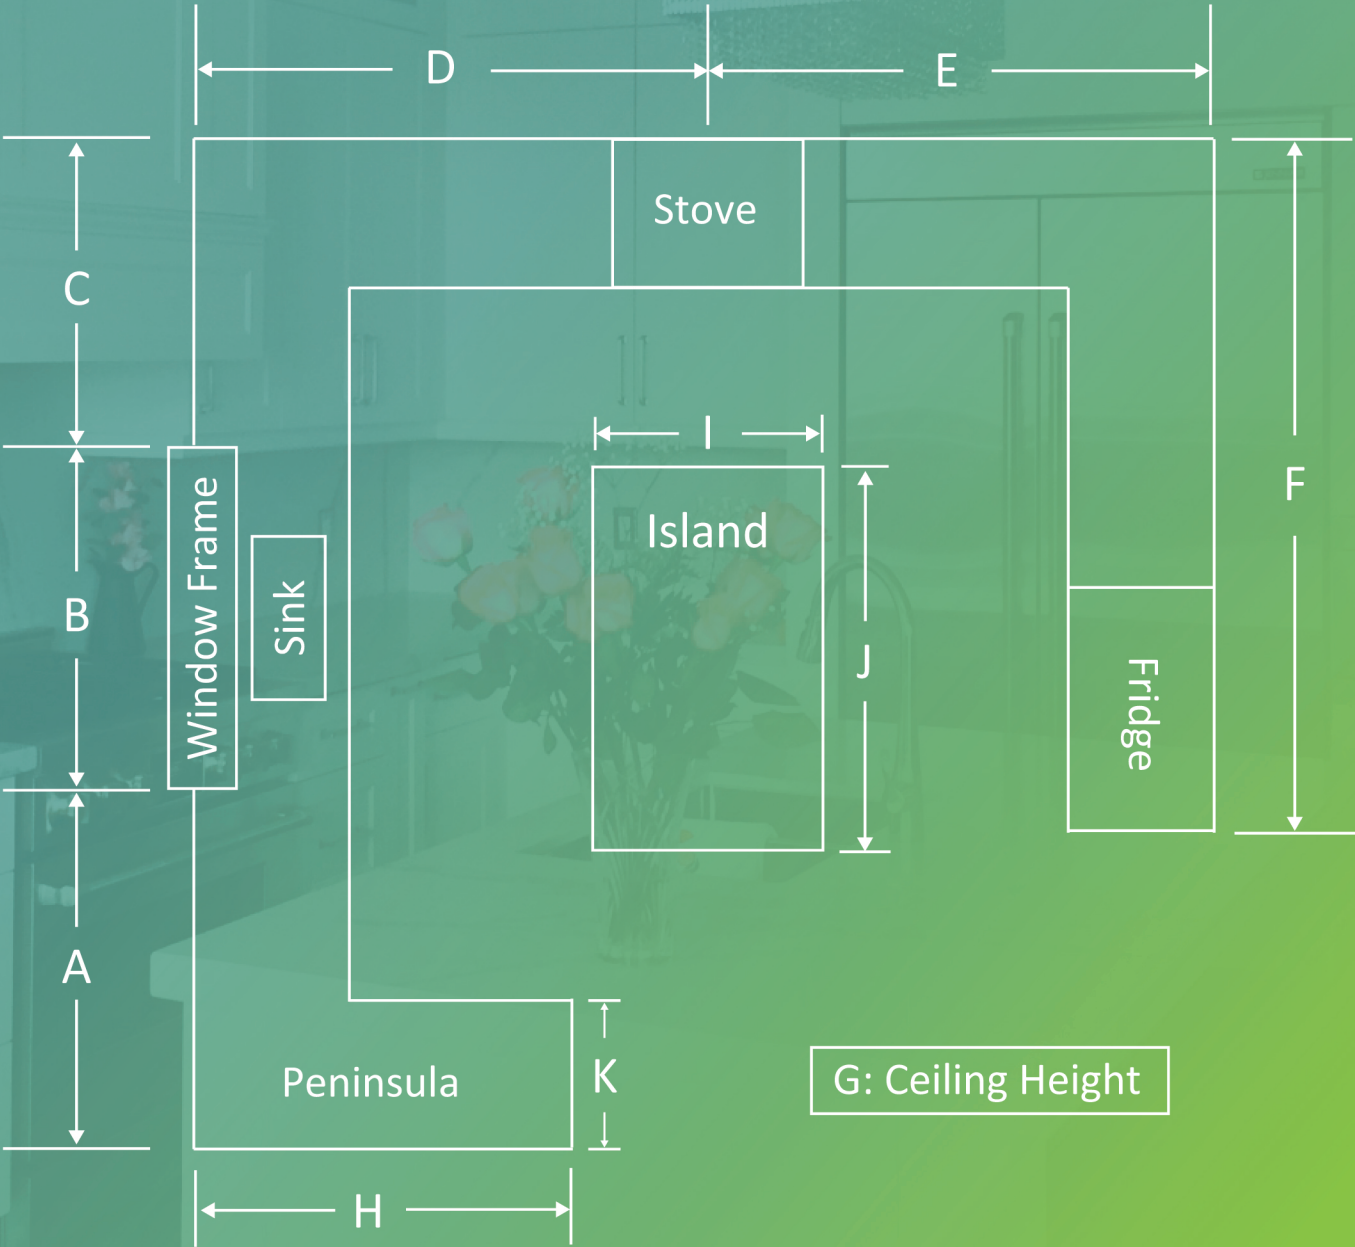 D
E
Stove
C
I
F
Island
Window Frame
Sink
B
J
Fridge
A
K
Peninsula
G: Ceiling Height
H